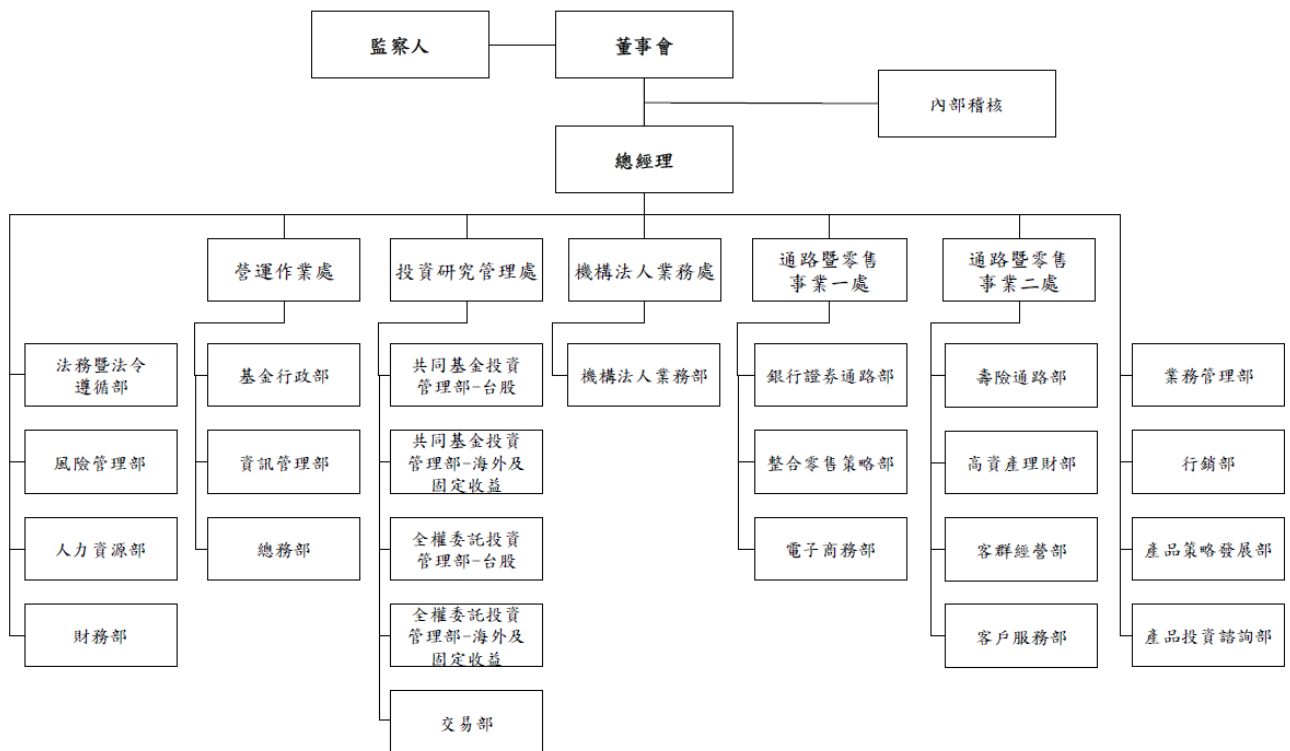 監察人
董事會
內部稽核
總經理
營運作業處
投資研究管理處
機構法人業務處
通路暨零售
事業一處
通路暨零售
事業二處
法務暨法令
遵循部
基金行政部
共同基金投資
管理部-台股
機構法人業務部
銀行證券通路部
壽險通路部
業務管理部
風險管理部
資訊管理部
共同基金投資
管理部-海外及
固定收益
整合零售策略部
高資產理財部
行銷部
人力資源部
總務部
全權委託投資
管理部-台股
電子商務部
客群經營部
產品策略發展部
財務部
全權委託投資
管理部-海外及
固定收益
客戶服務部
產品投資諮詢部
交易部